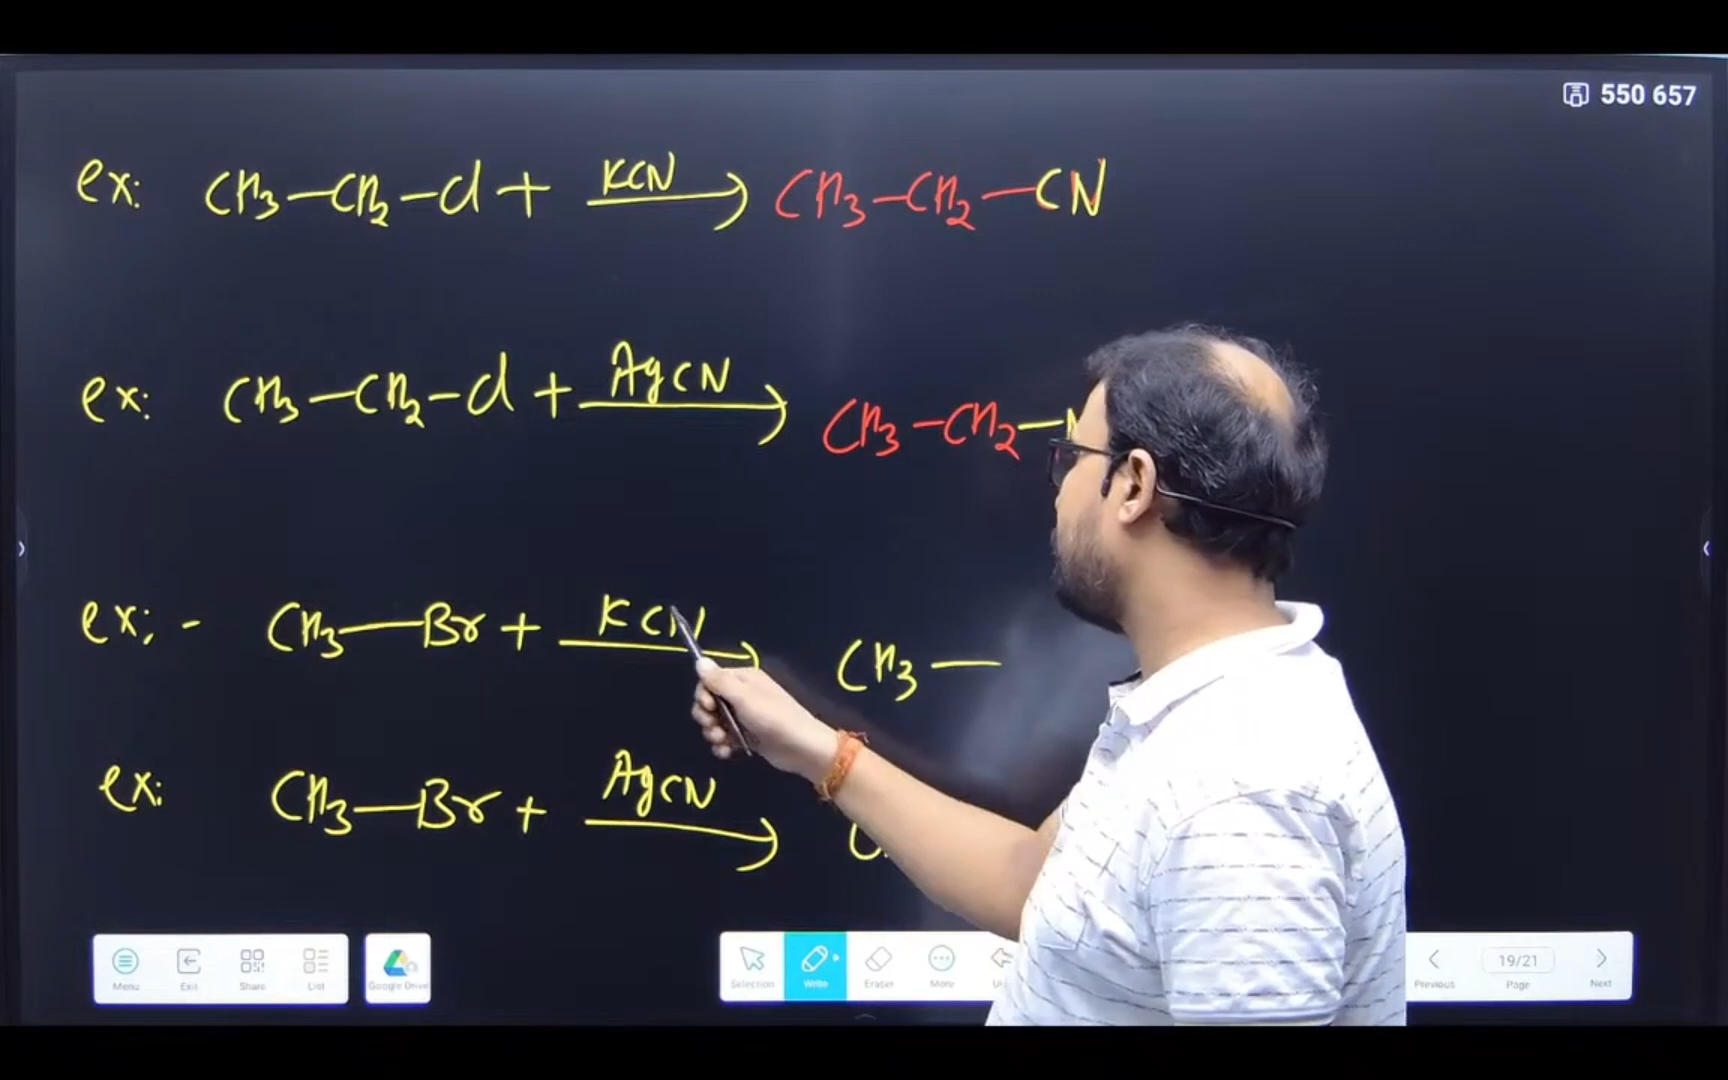 550 657
ex: CH3-CH2-Cl + KCN → CH3-CH2-CN
ex: CH3-CH2-Cl + AgCN → CH3-CH2-N
ex:- CH3-Br + KCN → CH3-
ex: CH3-Br + AgCN →
Menu Exit Share List Google Drive Selection Write Eraser More Previous 19/21 Page Next